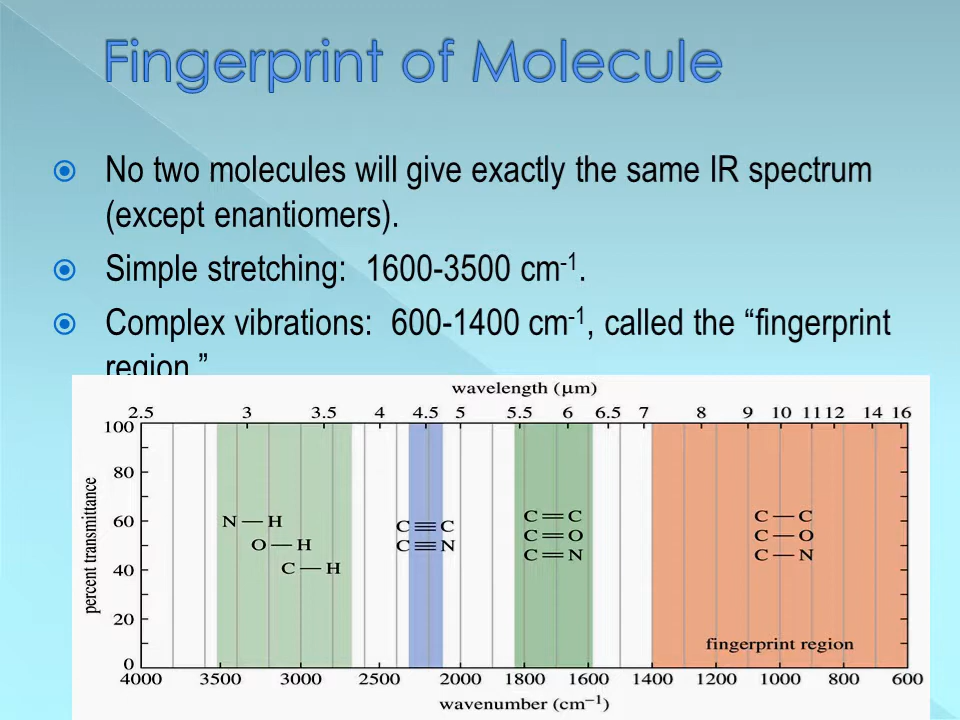 Fingerprint of Molecule
No two molecules will give exactly the same IR spectrum
(except enantiomers).
Simple stretching: 1600-3500 cm-1.
Complex vibrations: 600-1400 cm-1, called the “fingerprint
region.”
wavelength (µm)
2.5 3 3.5 4 4.5 5 5.5 6 6.5 7 8 9 10 11 12 14 16
100
80
60
40
20
0
percent transmittance
N — H
O — H
C — H
C ≡ C
C ≡ N
C = C
C = O
C = N
C — C
C — O
C — N
fingerprint region
4000 3500 3000 2500 2000 1800 1600 1400 1200 1000 800 600
wavenumber (cm−1)